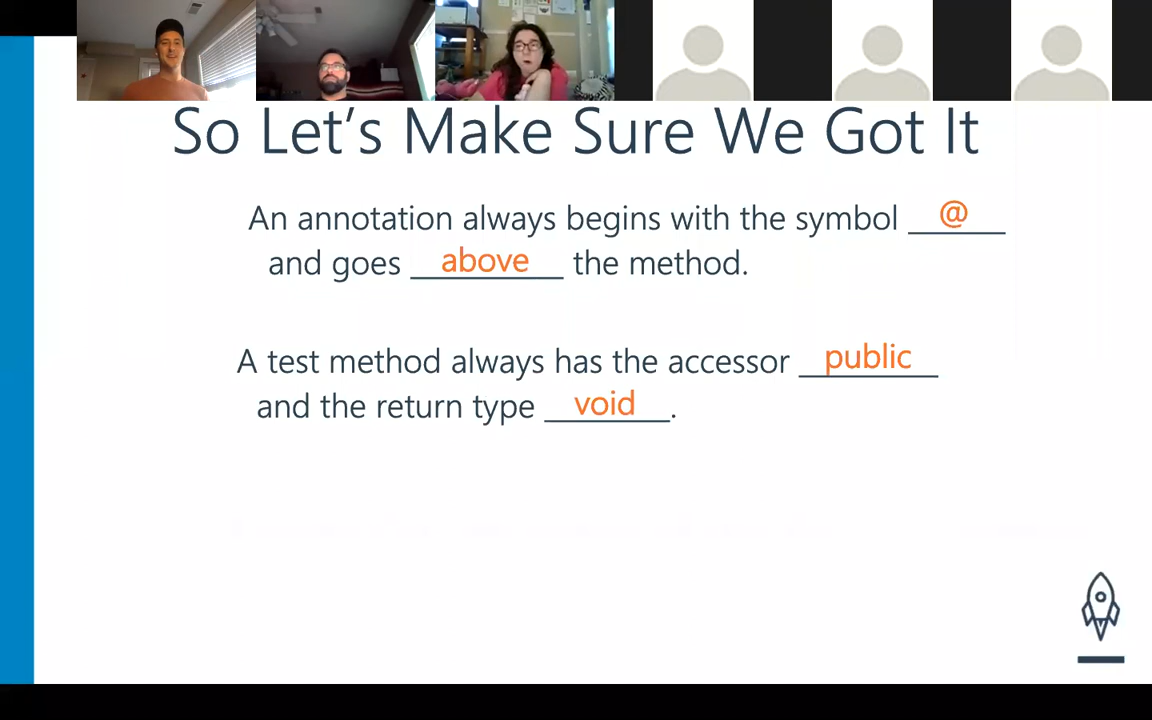 So Let's Make Sure We Got It
An annotation always begins with the symbol @
and goes above the method.
A test method always has the accessor public
and the return type void.